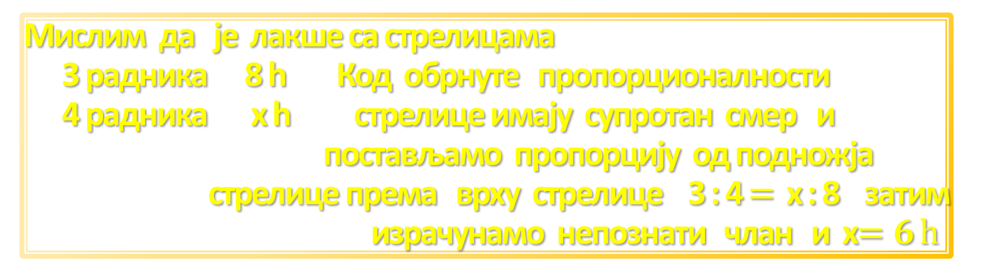 Мислим да је лакше са стрелицама
3 радника 8 h Код обрнуте пропорционалности
4 радника x h стрелице имају супротан смер и
постављамо пропорцију од подножја
стрелице према врху стрелице 3 : 4 = x : 8 затим
израчунамо непознати члан и x= 6 h